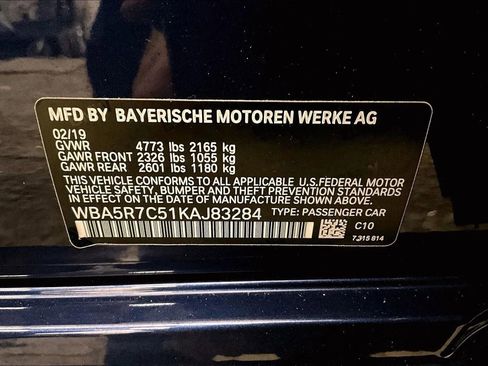 MFD BY BAYERISCHE MOTOREN WERKE AG
02/19
GVWR 4773 lbs 2165 kg
GAWR FRONT 2326 lbs 1055 kg
GAWR REAR 2601 lbs 1180 kg
THIS VEHICLE CONFORMS TO ALL APPLICABLE U.S.FEDERAL MOTOR
VEHICLE SAFETY, BUMPER AND THEFT PREVENTION STANDARDS
IN EFFECT ON THE DATE OF MANUFACTURE SHOWN ABOVE.
WBA5R7C51KAJ83284 TYPE: PASSENGER CAR
C10
7315814